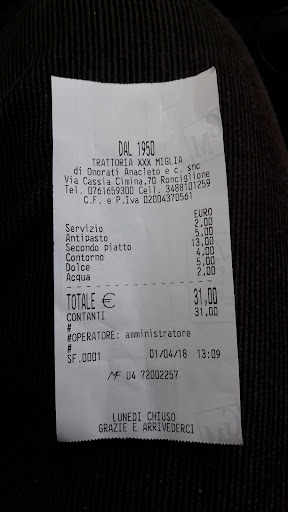 DAL 1950
TRATTORIA XXX MIGLIA
di Onorati Anacleto e c. snc
Via Cassia Cimina,70 Ronciglione
Tel. 0761659300 Cell. 3488101259
C.F. e P.Iva 02004370561
EURO
Servizio 2,00
Antipasto 5,00
Secondo piatto 13,00
Contorno 4,00
Dolce 5,00
Acqua 2,00
TOTALE € 31,00
CONTANTI 31,00
#
#OPERATORE: amministratore
#
SF.0001 01/04/18 13:09
MF U4 72002257
LUNEDI CHIUSO
GRAZIE E ARRIVEDERCI